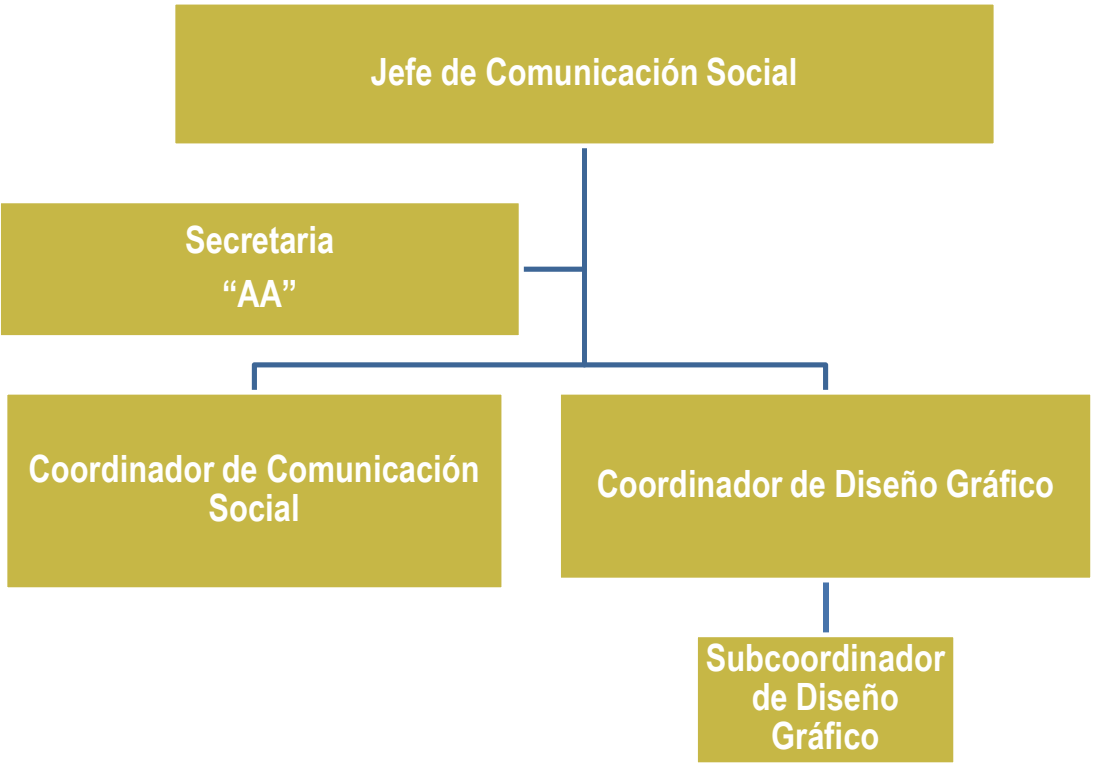 Jefe de Comunicación Social
Secretaria
“AA”
Coordinador de Comunicación
Social
Coordinador de Diseño Gráfico
Subcoordinador
de Diseño
Gráfico